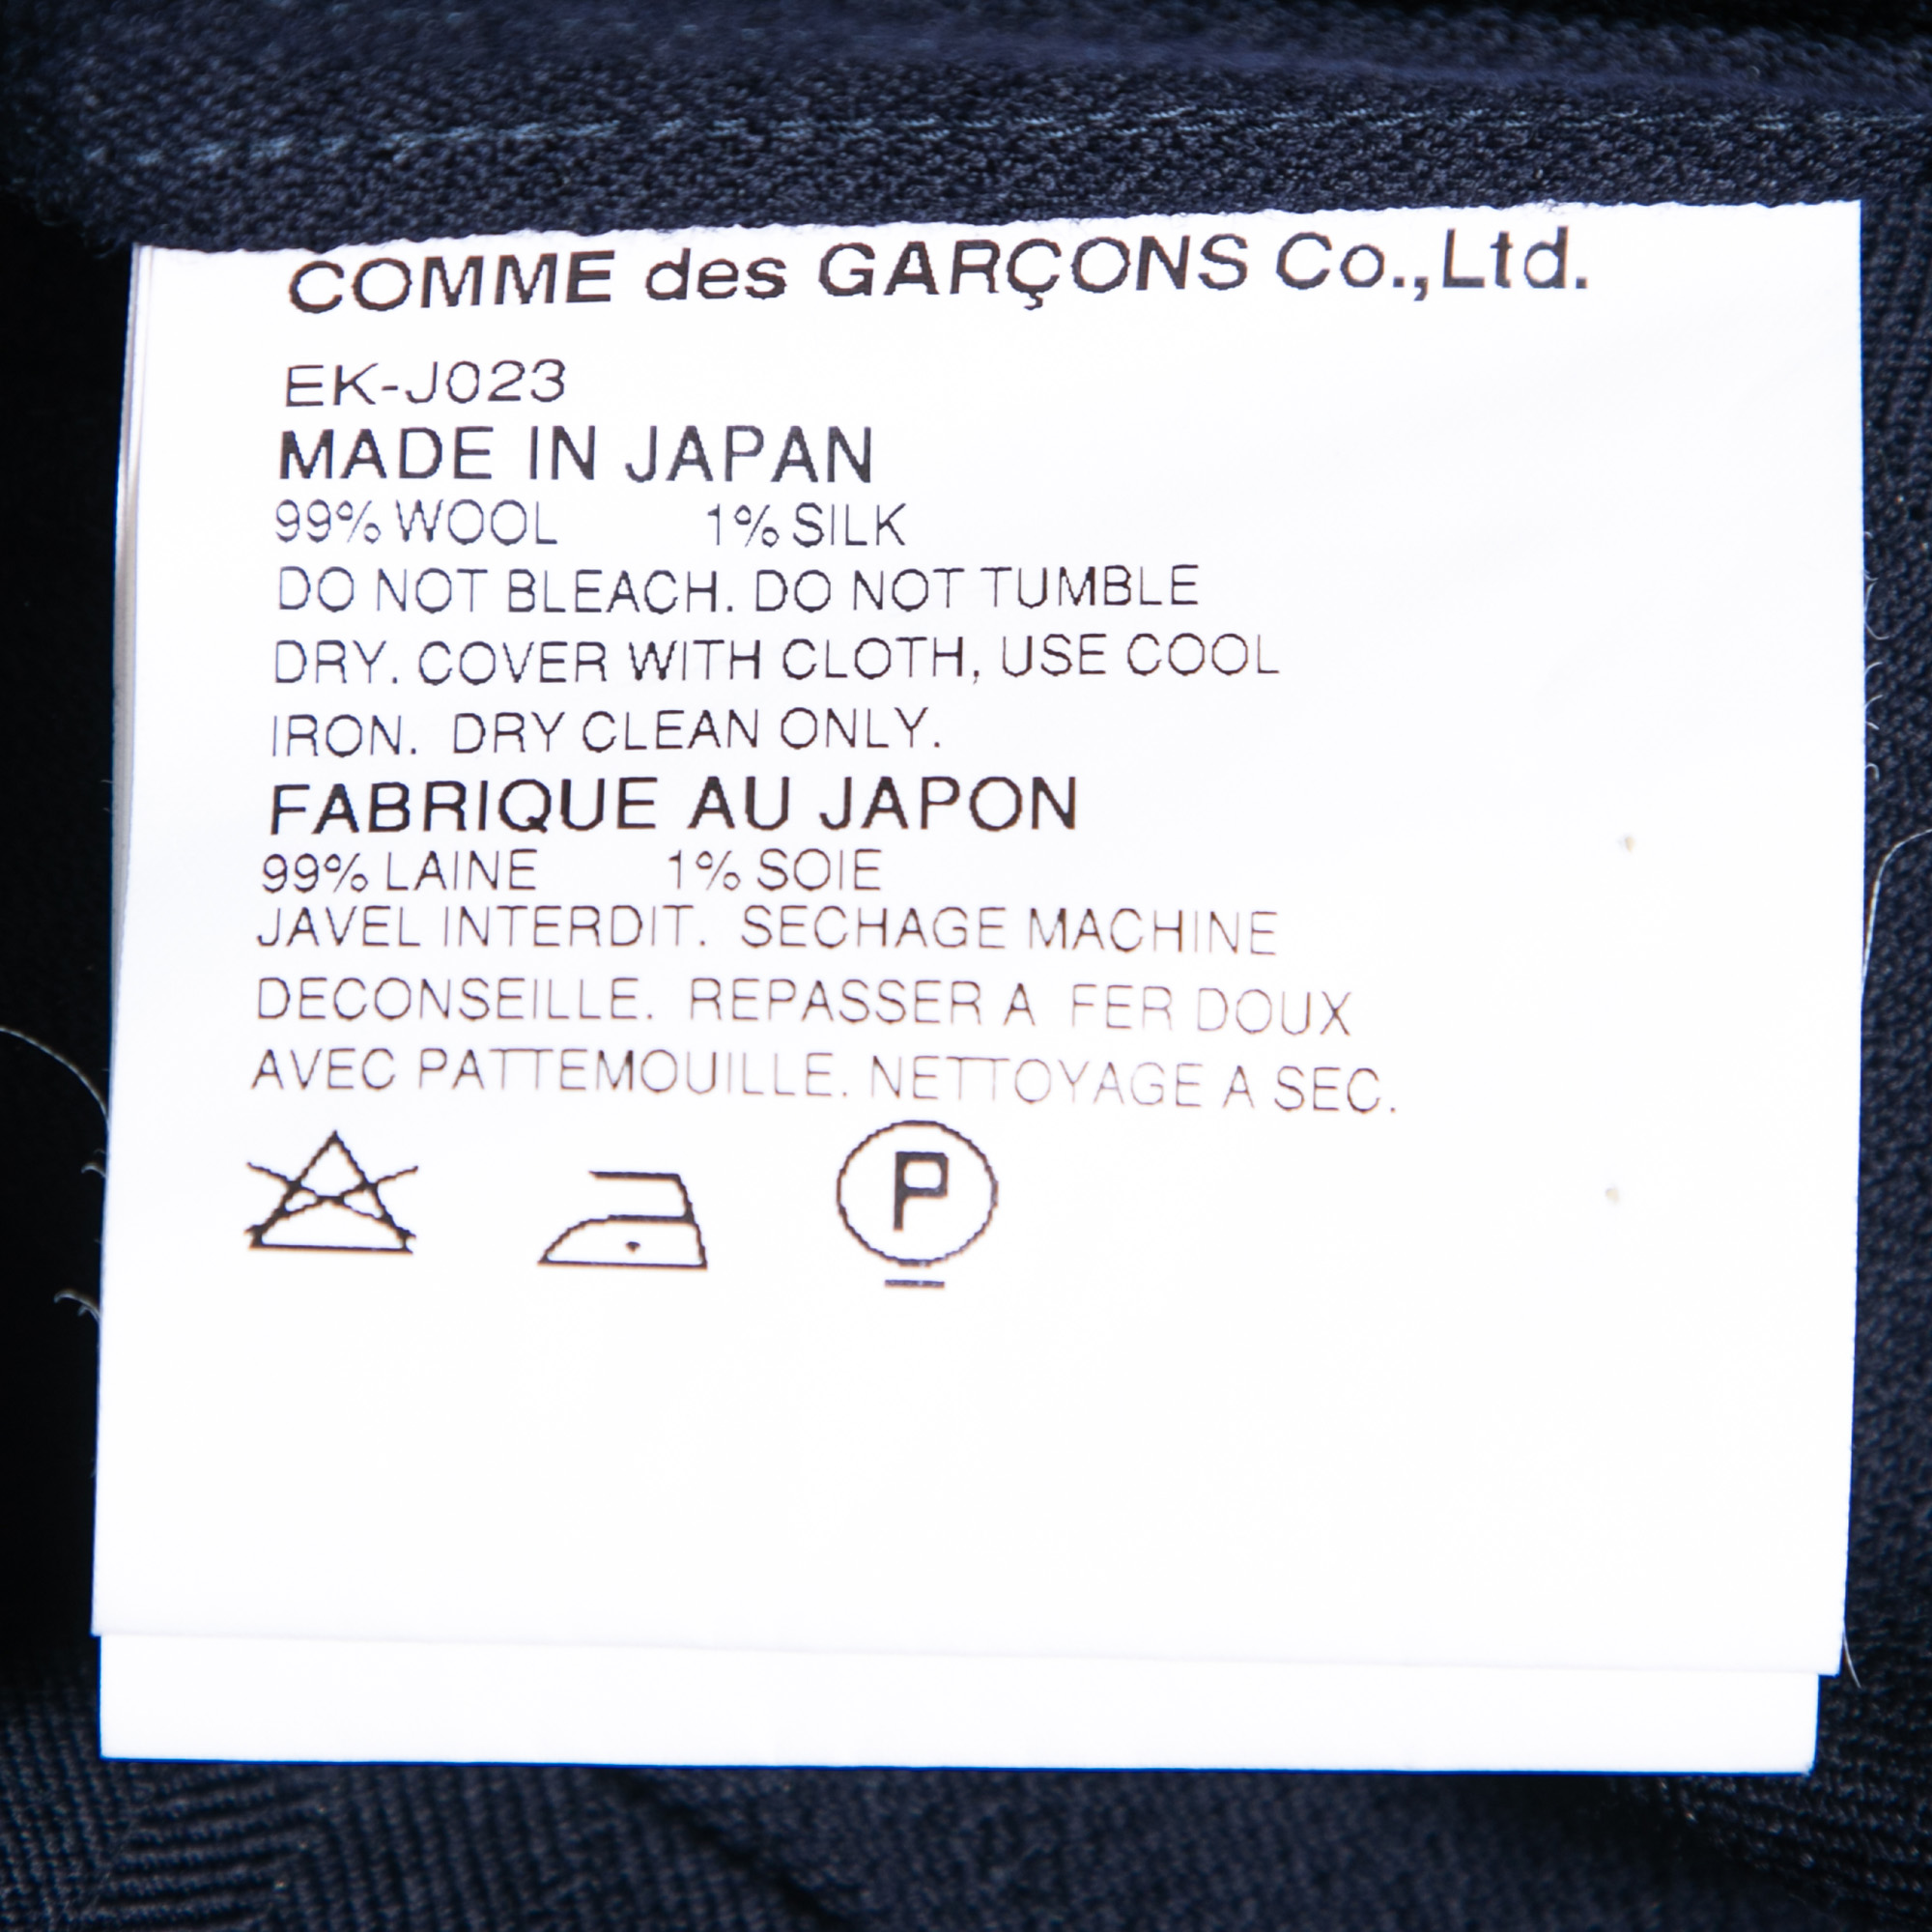 COMME des GARÇONS Co.,Ltd.
EK-J023
MADE IN JAPAN
99% WOOL 1% SILK
DO NOT BLEACH. DO NOT TUMBLE
DRY. COVER WITH CLOTH, USE COOL
IRON. DRY CLEAN ONLY.
FABRIQUE AU JAPON
99% LAINE 1% SOIE
JAVEL INTERDIT. SECHAGE MACHINE
DECONSEILLE. REPASSER A FER DOUX
AVEC PATTEMOUILLE. NETTOYAGE A SEC.
P